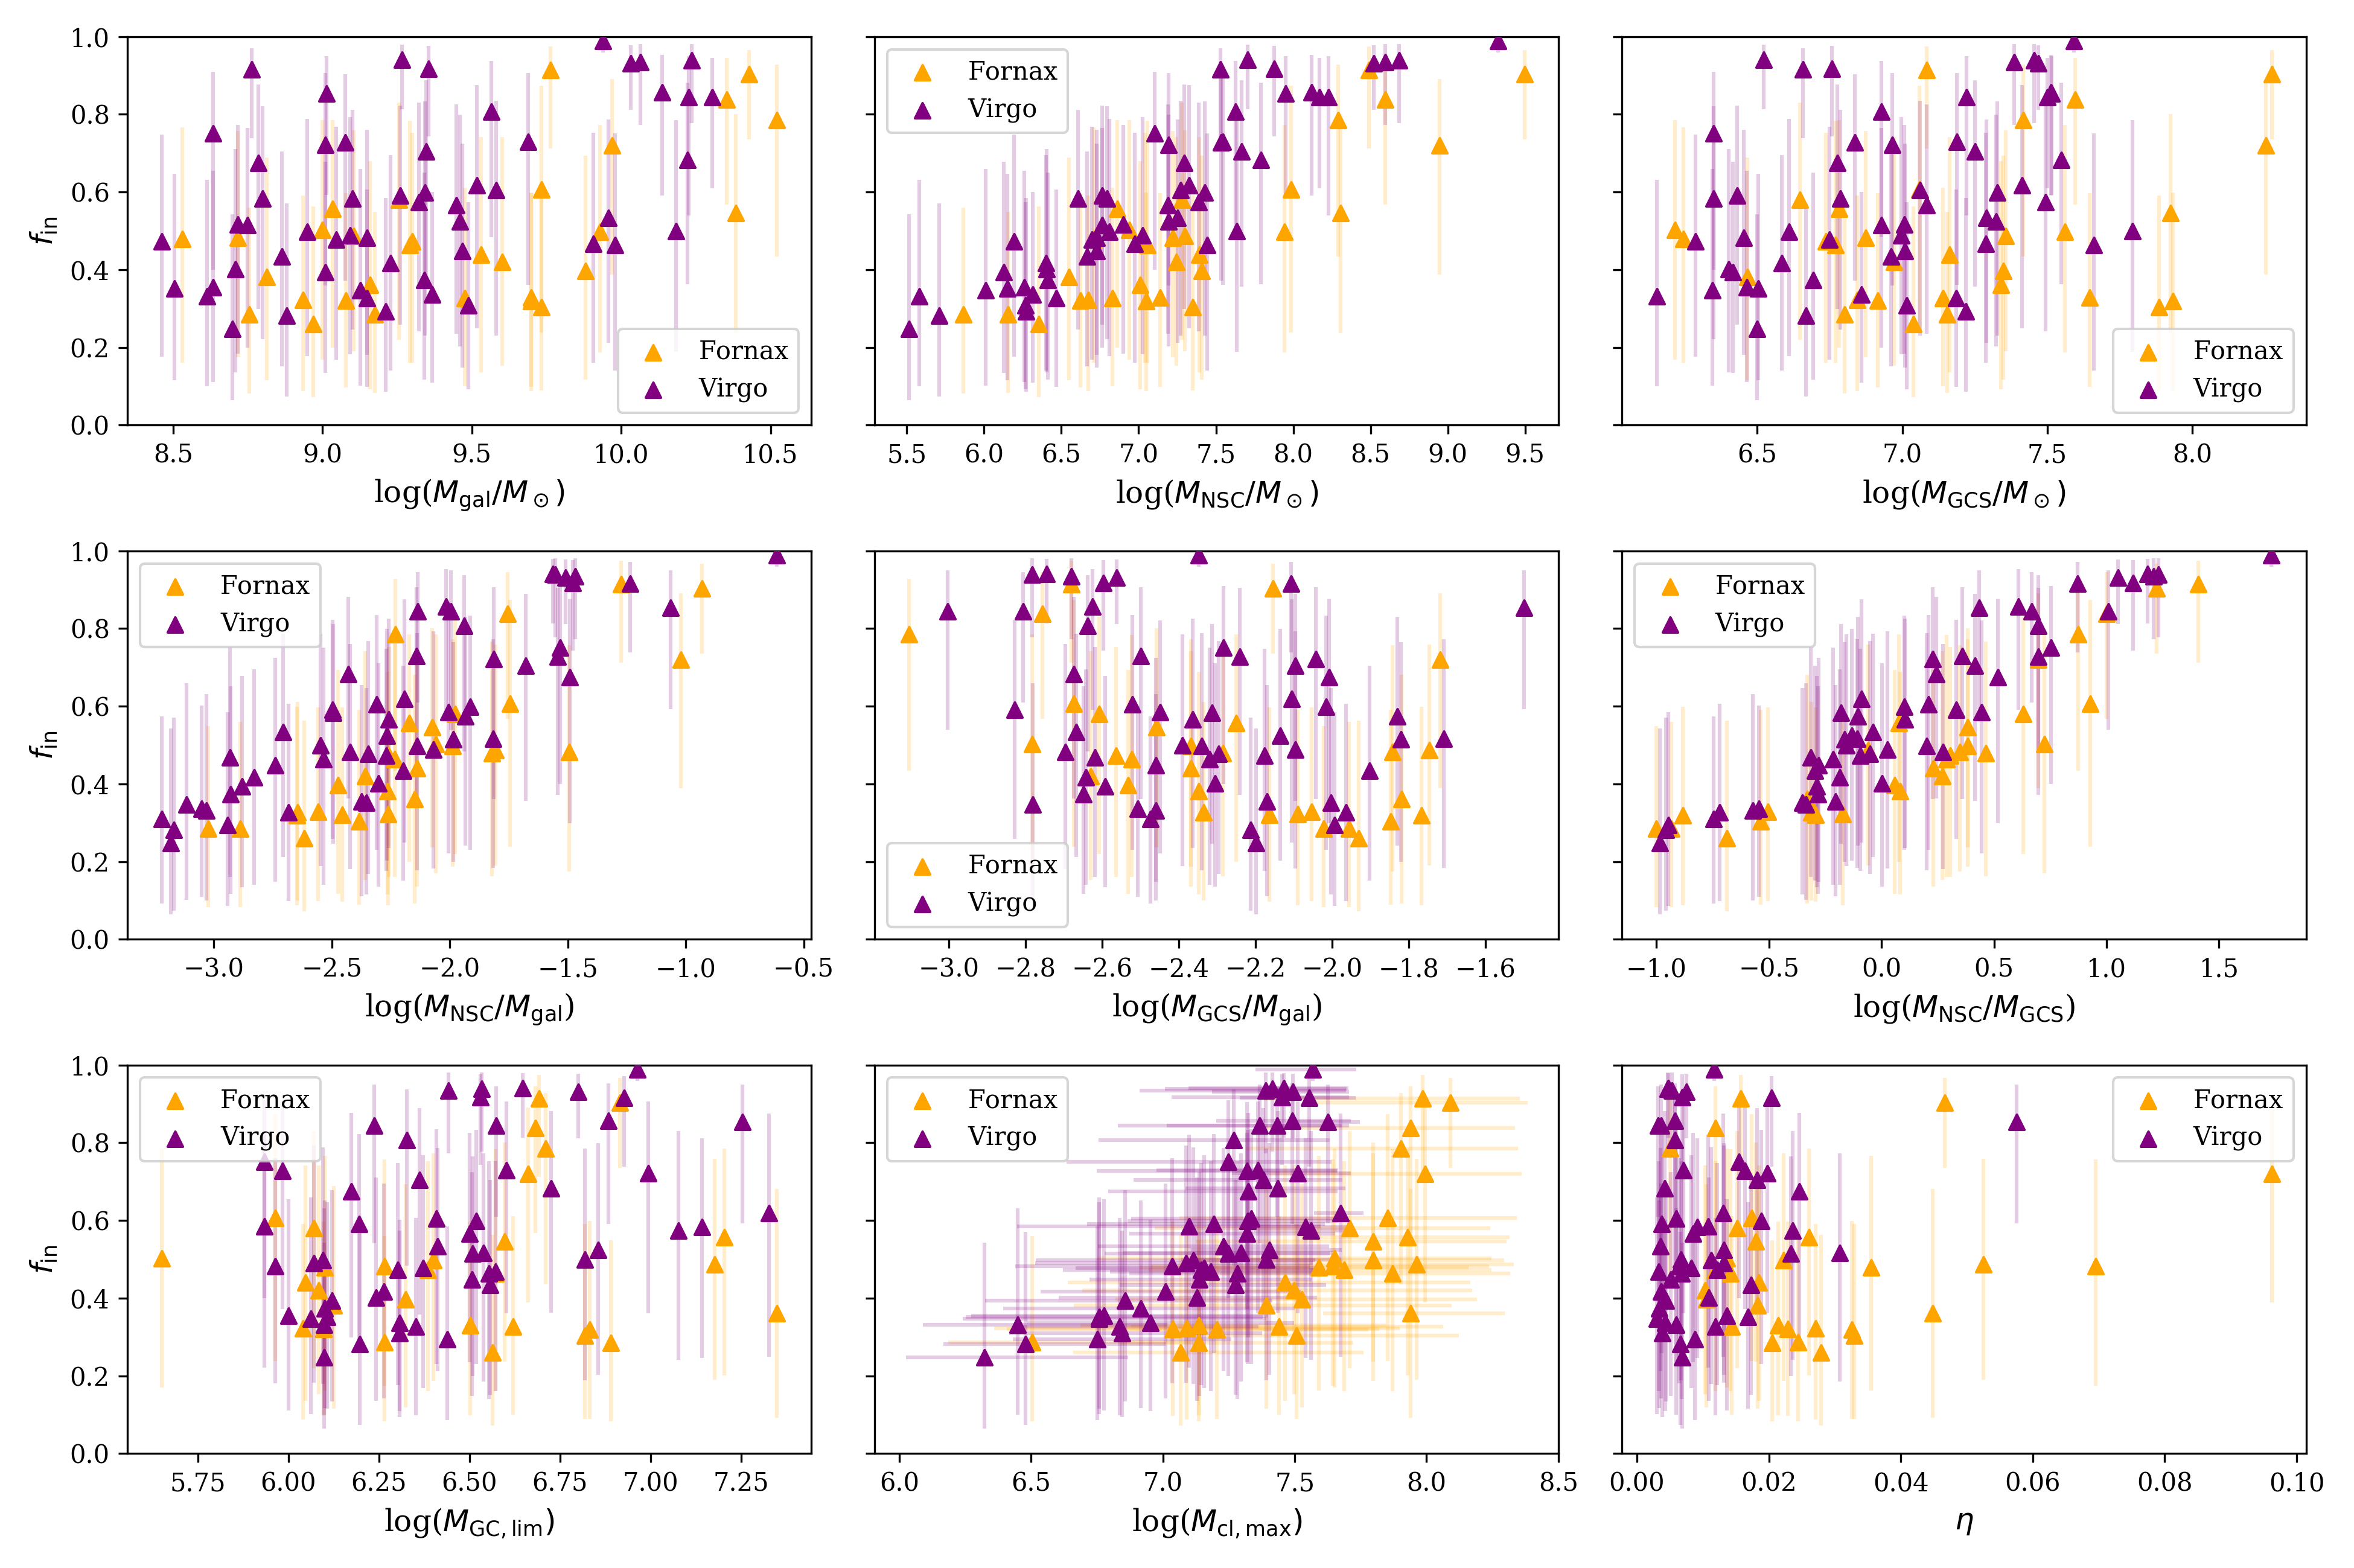 1.0
0.8
0.6
0.4
0.2
0.0
f_in
Fornax
Virgo
8.5 9.0 9.5 10.0 10.5
log(M_gal/M_⊙)
Fornax
Virgo
5.5 6.0 6.5 7.0 7.5 8.0 8.5 9.0 9.5
log(M_NSC/M_⊙)
Fornax
Virgo
6.5 7.0 7.5 8.0
log(M_GCS/M_⊙)
1.0
0.8
0.6
0.4
0.2
0.0
f_in
Fornax
Virgo
−3.0 −2.5 −2.0 −1.5 −1.0 −0.5
log(M_NSC/M_gal)
Fornax
Virgo
−3.0 −2.8 −2.6 −2.4 −2.2 −2.0 −1.8 −1.6
log(M_GCS/M_gal)
Fornax
Virgo
−1.0 −0.5 0.0 0.5 1.0 1.5
log(M_NSC/M_GCS)
1.0
0.8
0.6
0.4
0.2
0.0
f_in
Fornax
Virgo
5.75 6.00 6.25 6.50 6.75 7.00 7.25
log(M_GC,lim)
Fornax
Virgo
6.0 6.5 7.0 7.5 8.0 8.5
log(M_cl,max)
Fornax
Virgo
0.00 0.02 0.04 0.06 0.08 0.10
η